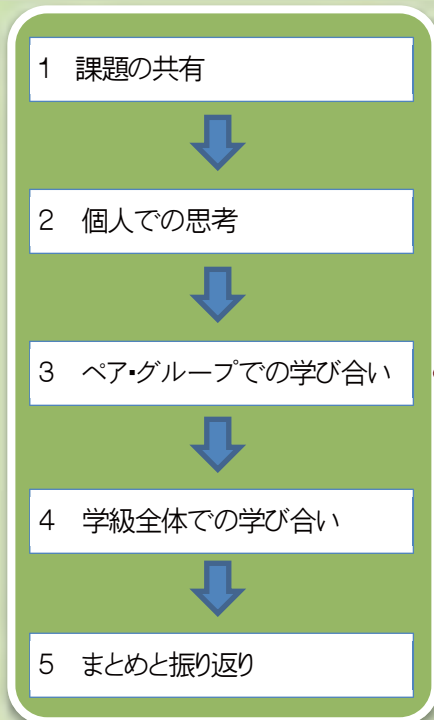 1　課題の共有
2　個人での思考
3　ペア・グループでの学び合い
4　学級全体での学び合い
5　まとめと振り返り